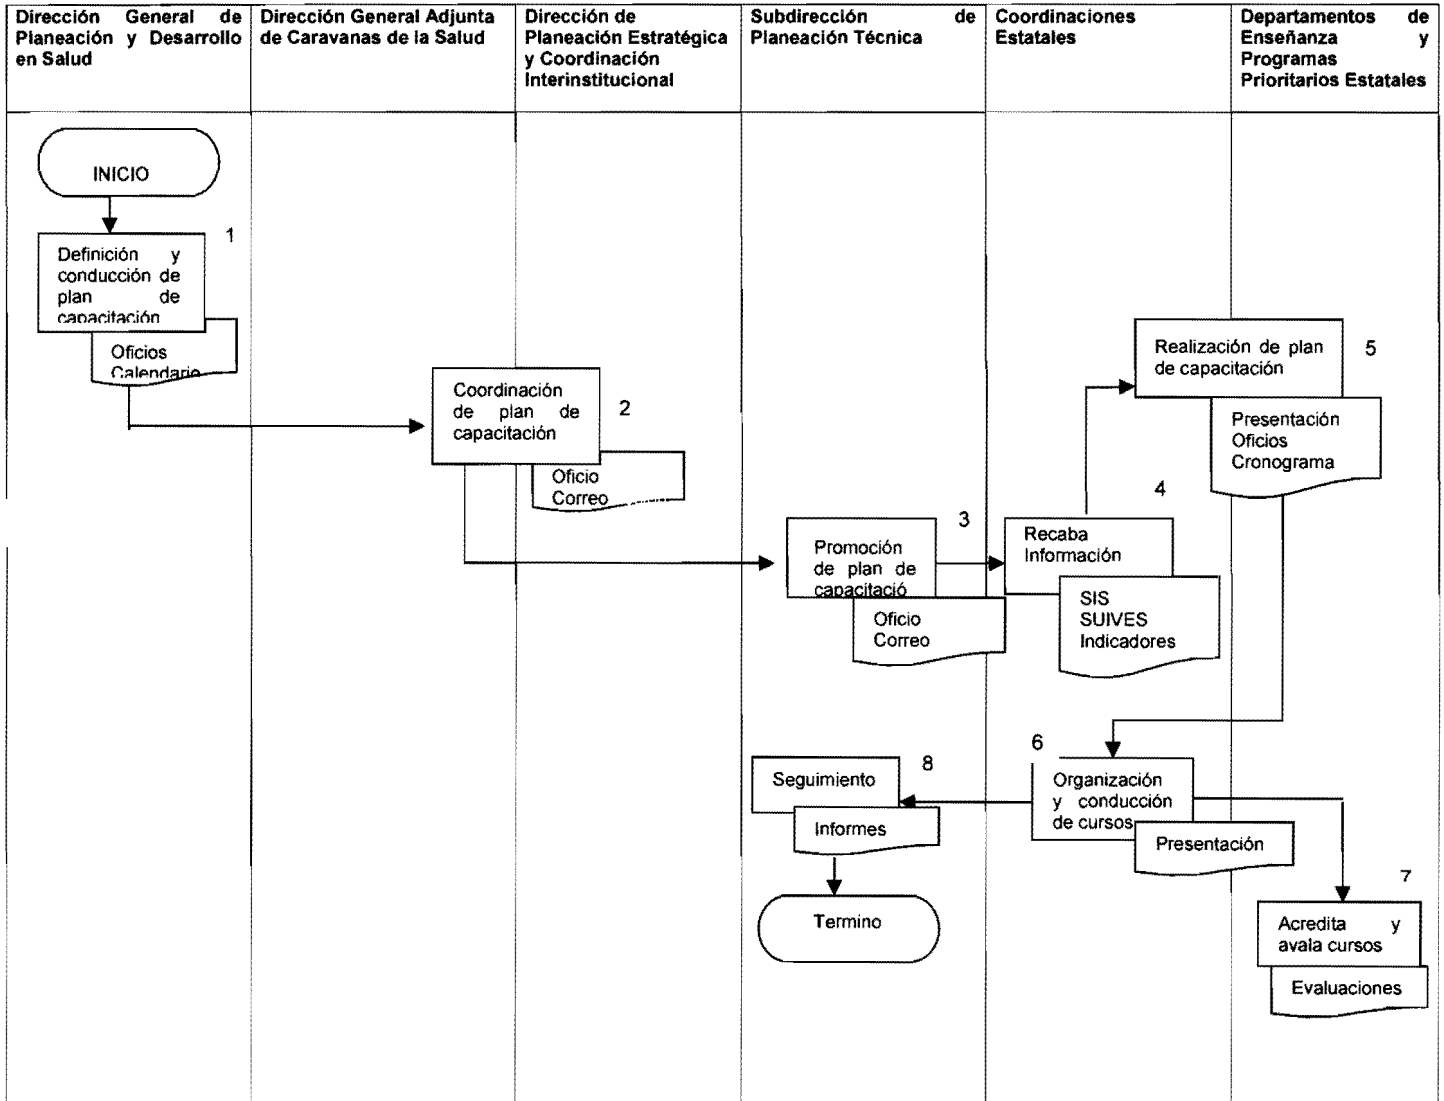 Dirección General de
Planeación y Desarrollo
en Salud
Dirección General Adjunta
de Caravanas de la Salud
Dirección de
Planeación Estratégica
y Coordinación
Interinstitucional
Subdirección de
Planeación Técnica
Coordinaciones
Estatales
Departamentos de
Enseñanza y
Programas
Prioritarios Estatales
INICIO
1
Definición y
conducción de
plan de
capacitación
Oficios
Calendario
Coordinación
de plan de
capacitación
2
Oficio
Correo
3
Promoción
de plan de
capacitació
Oficio
Correo
4
Recaba
Información
SIS
SUIVES
Indicadores
5
Realización de plan
de capacitación
Presentación
Oficios
Cronograma
6
Organización
y conducción
de cursos
Presentación
7
Acredita y
avala cursos
Evaluaciones
8
Seguimiento
Informes
Termino